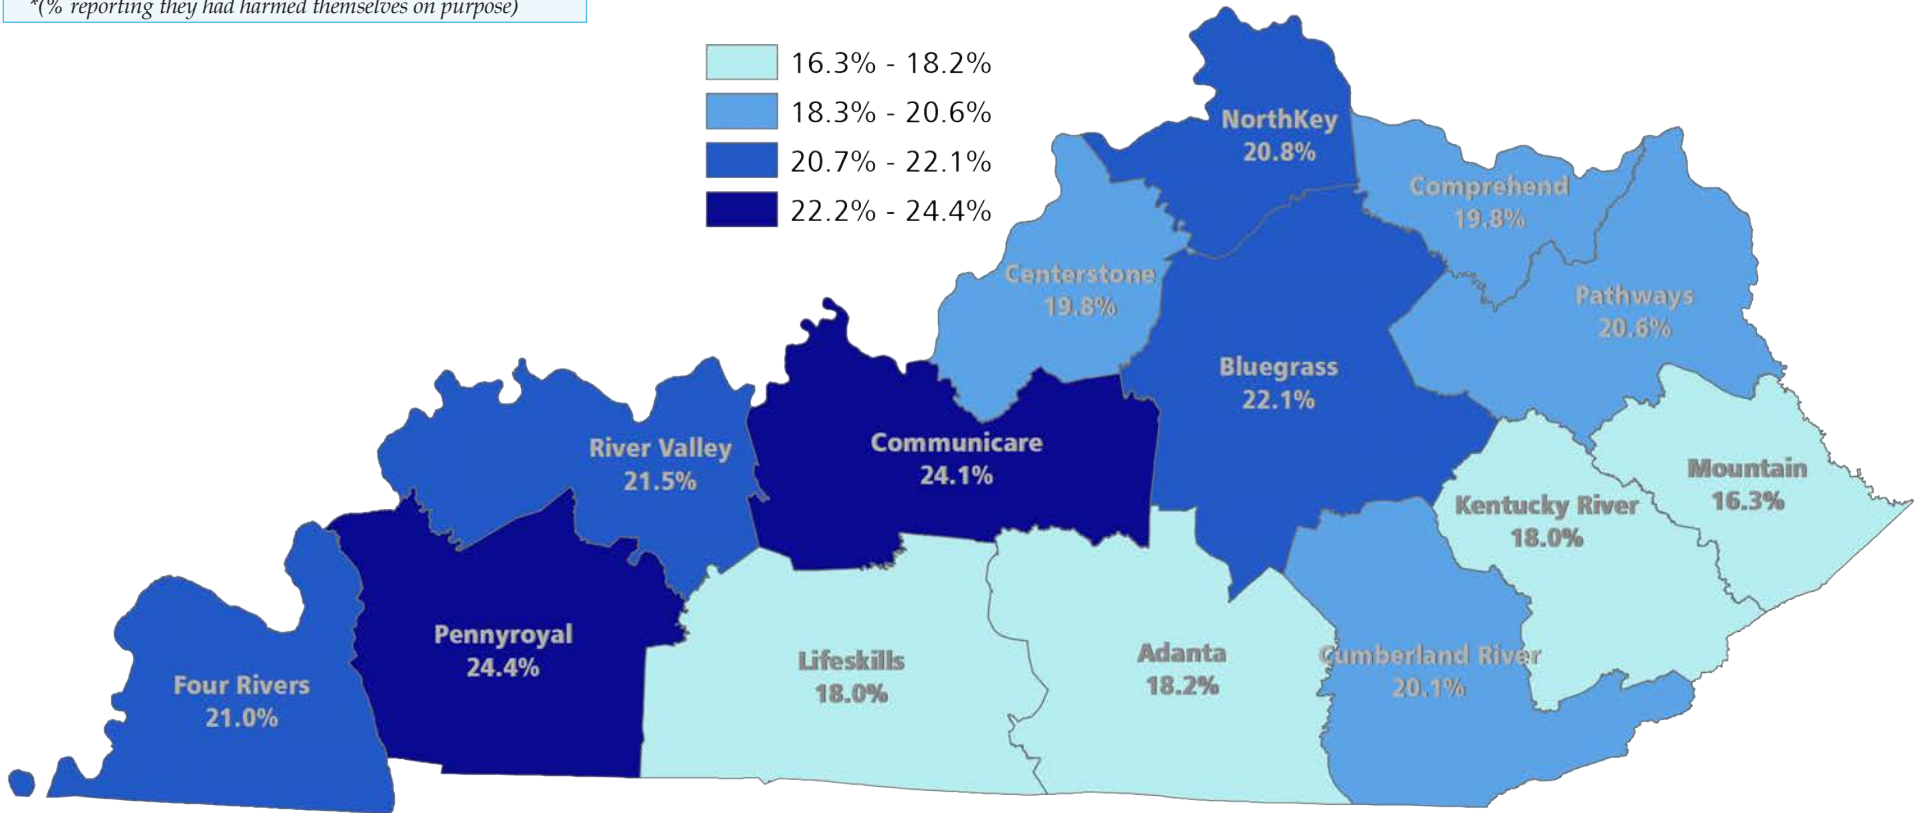 *(% reporting they had harmed themselves on purpose)
16.3% - 18.2%
18.3% - 20.6%
20.7% - 22.1%
22.2% - 24.4%
NorthKey
20.8%
Comprehend
19.8%
Centerstone
19.8%
Pathways
20.6%
Bluegrass
22.1%
River Valley
21.5%
Communicare
24.1%
Mountain
16.3%
Kentucky River
18.0%
Pennyroyal
24.4%
Four Rivers
21.0%
Lifeskills
18.0%
Adanta
18.2%
Cumberland River
20.1%